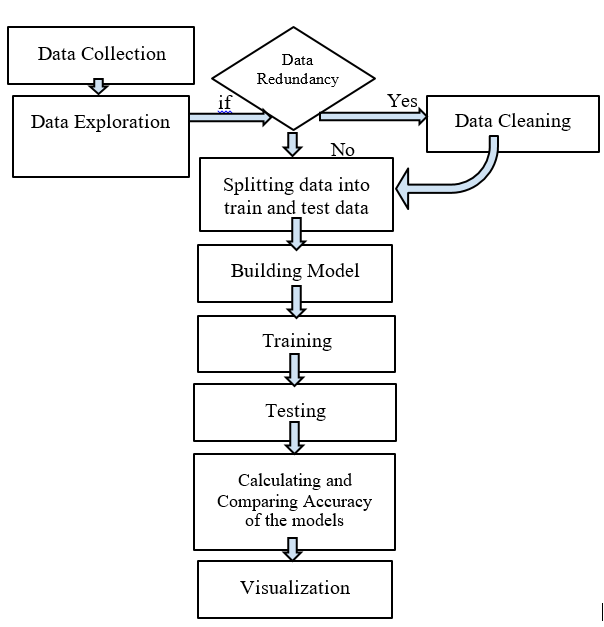 Data Collection
Data Exploration
if
Data
Redundancy
Yes
Data Cleaning
No
Splitting data into
train and test data
Building Model
Training
Testing
Calculating and
Comparing Accuracy
of the models
Visualization